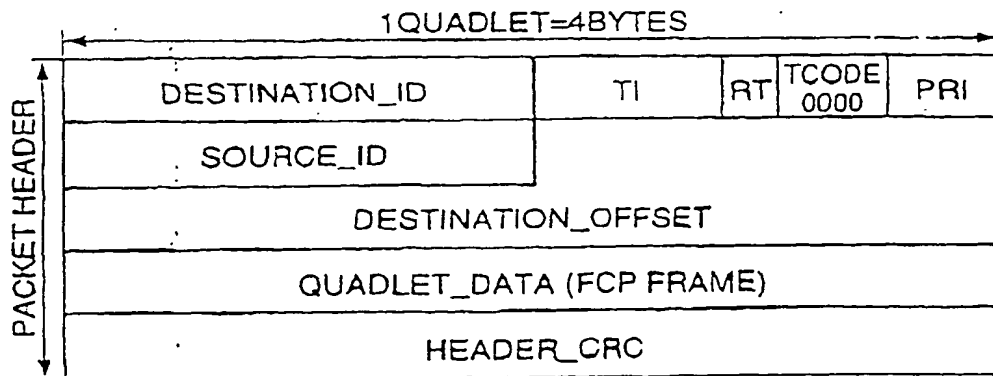 1QUADLET=4BYTES
PACKET HEADER
DESTINATION_ID TI RT TCODE 0000 PRI
SOURCE_ID
DESTINATION_OFFSET
QUADLET_DATA (FCP FRAME)
HEADER_CRC